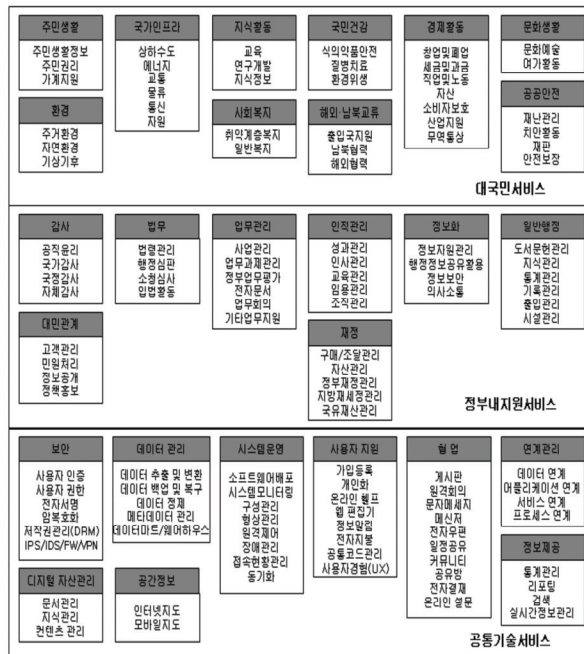 주민생활
주민생활정보
주민권리
가계지원
국가인프라
상하수도
에너지
교통
물류
통신
자원
지식활동
교육
연구개발
지식정보
국민건강
식의약품안전
질병치료
환경위생
경제활동
창업및폐업
세금및과금
직업및노동
자산
소비자보호
산업지원
무역통상
문화생활
문화예술
여가활동
환경
주거환경
자연환경
기상기후
사회복지
취약계층복지
일반복지
해외·남북교류
출입국지원
남북협력
해외협력
공공안전
재난관리
치안활동
재판
안전보장
대국민서비스
감사
공직윤리
국가감사
국정감사
자체감사
법무
법령관리
행정심판
소청심사
입법활동
업무관리
사업관리
업무과제관리
정부업무평가
전자문서
업무회의
기타업무지원
인적관리
성과관리
인사관리
교육관리
임용관리
조직관리
정보화
정보자원관리
행정정보공유활용
정보보안
의사소통
일반행정
도서문헌관리
지식관리
통계관리
기록관리
출입관리
시설관리
대민관계
고객관리
민원처리
정보공개
정책홍보
재정
구매/조달관리
자산관리
정부재정관리
지방재세정관리
국유재산관리
정부내지원서비스
보안
사용자 인증
사용자 권한
전자서명
암복호화
저작권관리(DRM)
IPS/IDS/FW/VPN
데이터 관리
데이터 추출 및 변환
데이터 백업 및 복구
데이터 정제
메타데이터 관리
데이터마트/웨어하우스
시스템운영
소프트웨어배포
시스템모니터링
구성관리
형상관리
원격제어
장애관리
접속현황관리
동기화
사용자 지원
가입등록
개인화
온라인 헬프
웹 편집기
정보알림
전자지불
공통코드관리
사용자경험(UX)
협 업
게시판
원격회의
문자메세지
메신저
전자우편
일정공유
커뮤니티
공유방
전자결재
온라인 설문
연계관리
데이터 연계
어플리케이션 연계
서비스 연계
프로세스 연계
디지털 자산관리
문서관리
지식관리
컨텐츠 관리
공간정보
인터넷지도
모바일지도
정보제공
통계관리
리포팅
검색
실시간정보관리
공통기술서비스